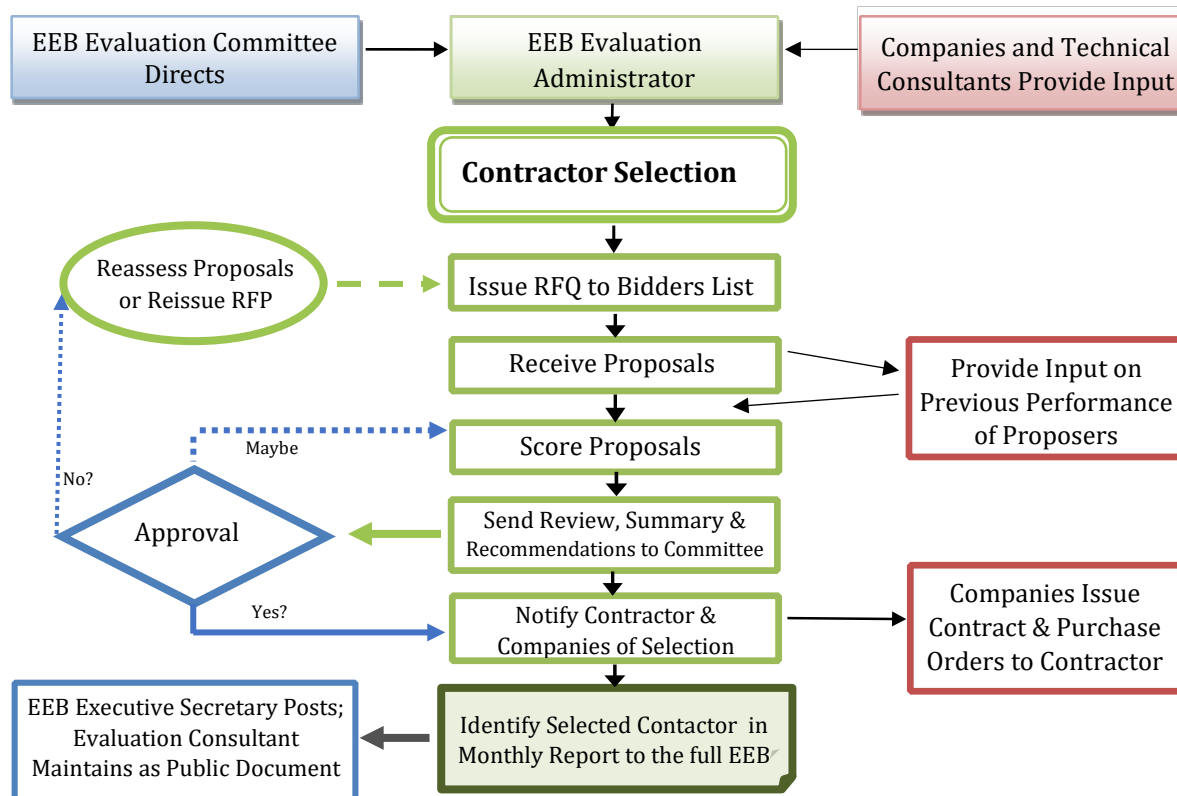 EEB Evaluation Committee
Directs
EEB Evaluation
Administrator
Companies and Technical
Consultants Provide Input
Contractor Selection
Reassess Proposals
or Reissue RFP
Issue RFQ to Bidders List
Receive Proposals
Provide Input on
Previous Performance
of Proposers
Maybe
Score Proposals
No?
Approval
Send Review, Summary &
Recommendations to Committee
Yes?
Notify Contractor &
Companies of Selection
Companies Issue
Contract & Purchase
Orders to Contractor
EEB Executive Secretary Posts;
Evaluation Consultant
Maintains as Public Document
Identify Selected Contactor in
Monthly Report to the full EEB